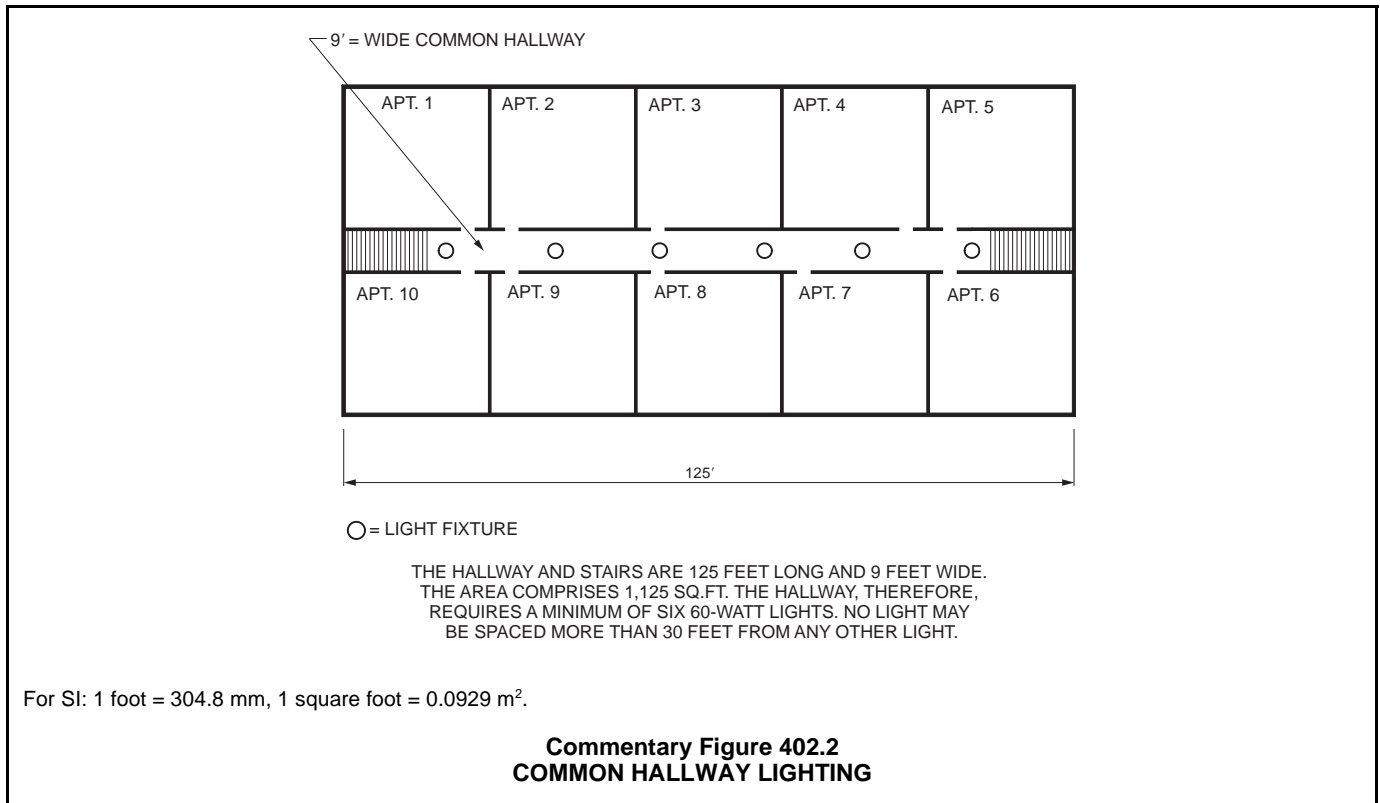 9′ = WIDE COMMON HALLWAY
APT. 1
APT. 2
APT. 3
APT. 4
APT. 5
APT. 10
APT. 9
APT. 8
APT. 7
APT. 6
125′
= LIGHT FIXTURE
THE HALLWAY AND STAIRS ARE 125 FEET LONG AND 9 FEET WIDE.
THE AREA COMPRISES 1,125 SQ.FT. THE HALLWAY, THEREFORE,
REQUIRES A MINIMUM OF SIX 60-WATT LIGHTS. NO LIGHT MAY
BE SPACED MORE THAN 30 FEET FROM ANY OTHER LIGHT.
For SI: 1 foot = 304.8 mm, 1 square foot = 0.0929 m².
Commentary Figure 402.2
COMMON HALLWAY LIGHTING